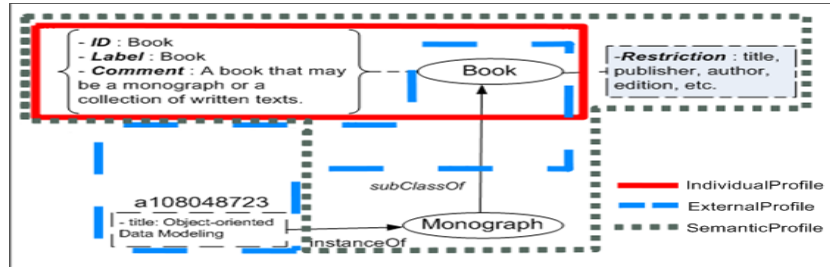 - ID : Book
- Label : Book
- Comment : A book that may
be a monograph or a
collection of written texts.
Book
-Restriction : title,
publisher, author,
edition, etc.
subClassOf
a108048723
- title: Object-oriented
Data Modeling
instanceOf
Monograph
IndividualProfile
ExternalProfile
SemanticProfile